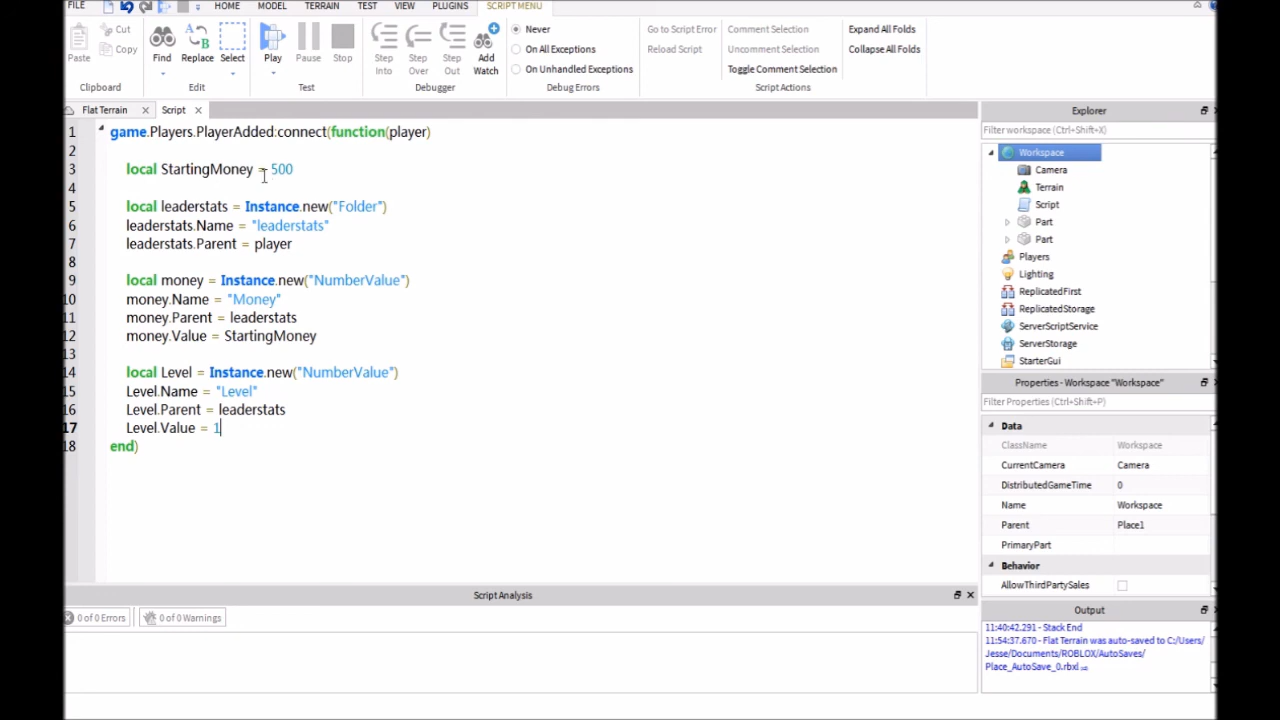 FILE HOME MODEL TERRAIN TEST VIEW PLUGINS SCRIPT MENU
Paste Cut Copy Find Replace Select Play Pause Stop Step Into Step Over Step Out Add Watch
Never
On All Exceptions
On Unhandled Exceptions
Go to Script Error
Reload Script
Comment Selection
Uncomment Selection
Toggle Comment Selection
Expand All Folds
Collapse All Folds
Clipboard Edit Test Debugger Debug Errors Script Actions
Flat Terrain Script
1 game.Players.PlayerAdded:connect(function(player)
2
3 local StartingMoney = 500
4
5 local leaderstats = Instance.new("Folder")
6 leaderstats.Name = "leaderstats"
7 leaderstats.Parent = player
8
9 local money = Instance.new("NumberValue")
10 money.Name = "Money"
11 money.Parent = leaderstats
12 money.Value = StartingMoney
13
14 local Level = Instance.new("NumberValue")
15 Level.Name = "Level"
16 Level.Parent = leaderstats
17 Level.Value = 1
18 end)
Script Analysis
0 of 0 Errors 0 of 0 Warnings
Explorer
Filter workspace (Ctrl+Shift+X)
Workspace
Camera
Terrain
Script
Part
Part
Players
Lighting
ReplicatedFirst
ReplicatedStorage
ServerScriptService
ServerStorage
StarterGui
Properties - Workspace "Workspace"
Filter Properties (Ctrl+Shift+P)
Data
ClassName Workspace
CurrentCamera Camera
DistributedGameTime 0
Name Workspace
Parent Place1
PrimaryPart
Behavior
AllowThirdPartySales
Output
11:40:42.291 - Stack End
11:54:37.670 - Flat Terrain was auto-saved to C:/Users/
Jesse/Documents/ROBLOX/AutoSaves/
Place_AutoSave_0.rbxl